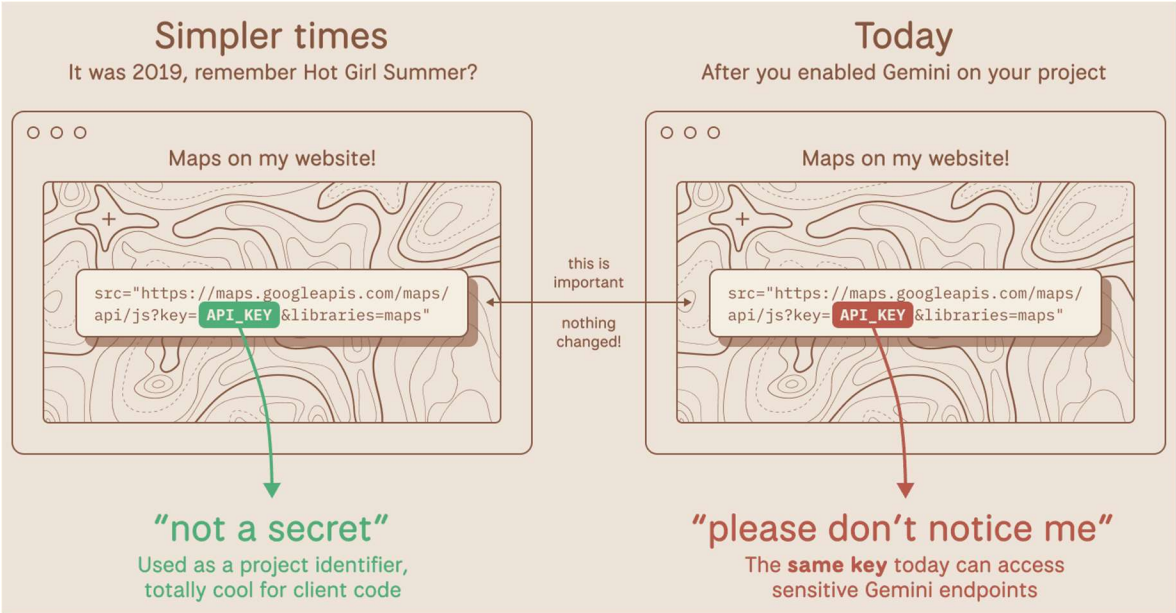 Simpler times
It was 2019, remember Hot Girl Summer?
Maps on my website!
src="https://maps.googleapis.com/maps/
api/js?key=API_KEY&libraries=maps"
"not a secret"
Used as a project identifier,
totally cool for client code
this is
important
nothing
changed!
Today
After you enabled Gemini on your project
Maps on my website!
src="https://maps.googleapis.com/maps/
api/js?key=API_KEY&libraries=maps"
"please don't notice me"
The same key today can access
sensitive Gemini endpoints